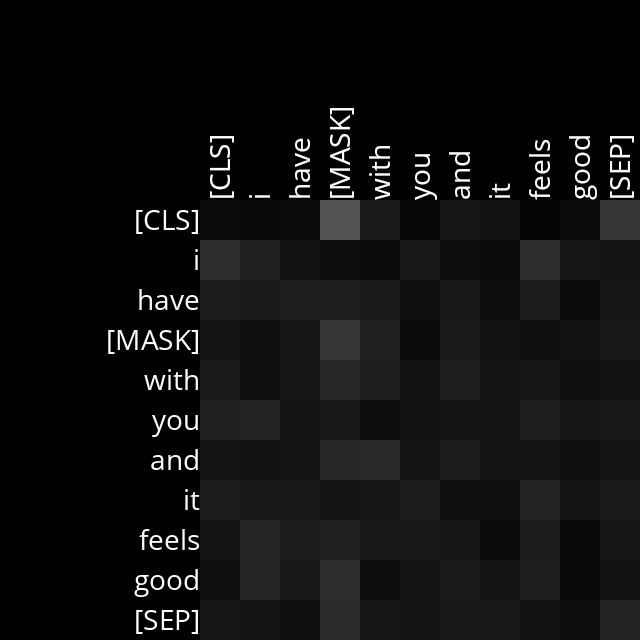 [CLS] i have [MASK] with you and it feels good [SEP]
[CLS]
i
have
[MASK]
with
you
and
it
feels
good
[SEP]